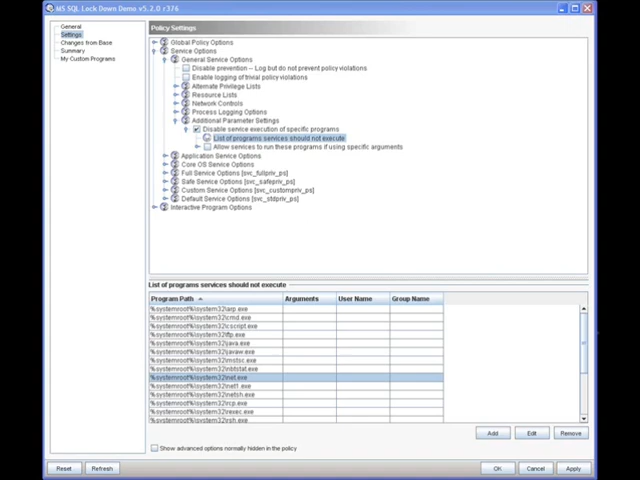 MS SQL Lock Down Demo v5.2.0 r376
General
Settings
Changes from Base
Summary
My Custom Programs
Policy Settings
Global Policy Options
Service Options
General Service Options
Disable prevention -- Log but do not prevent policy violations
Enable logging of trivial policy violations
Alternate Privilege Lists
Resource Lists
Network Controls
Process Logging Options
Additional Parameter Settings
Disable service execution of specific programs
List of programs services should not execute
Allow services to run these programs if using specific arguments
Application Service Options
Core OS Service Options
Full Service Options [svc_fullpriv_ps]
Safe Service Options [svc_safepriv_ps]
Custom Service Options [svc_custompriv_ps]
Default Service Options [svc_stdpriv_ps]
Interactive Program Options
List of programs services should not execute
Program Path Arguments User Name Group Name
%systemroot%\system32\arp.exe
%systemroot%\system32\cmd.exe
%systemroot%\system32\cscript.exe
%systemroot%\system32\ftp.exe
%systemroot%\system32\java.exe
%systemroot%\system32\javaw.exe
%systemroot%\system32\mstsc.exe
%systemroot%\system32\nbtstat.exe
%systemroot%\system32\net.exe
%systemroot%\system32\net1.exe
%systemroot%\system32\netsh.exe
%systemroot%\system32\rcp.exe
%systemroot%\system32\rexec.exe
%systemroot%\system32\rsh.exe
Add Edit Remove
Show advanced options normally hidden in the policy
Reset Refresh OK Cancel Apply